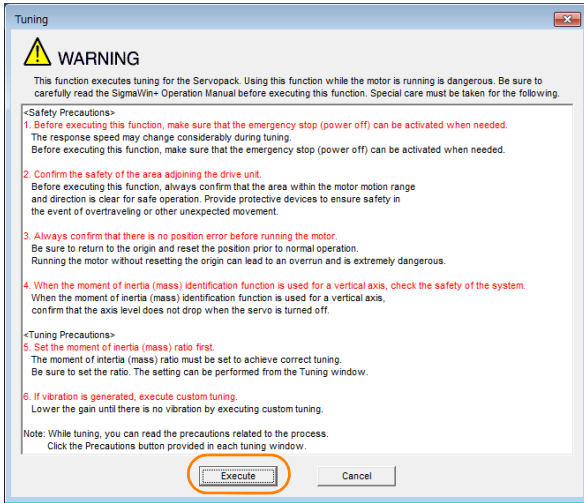 Tuning
WARNING
This function executes tuning for the Servopack. Using this function while the motor is running is dangerous. Be sure to
carefully read the SigmaWin+ Operation Manual before executing this function. Special care must be taken for the following.
<Safety Precautions>
1. Before executing this function, make sure that the emergency stop (power off) can be activated when needed.
The response speed may change considerably during tuning.
Before executing this function, make sure that the emergency stop (power off) can be activated when needed.
2. Confirm the safety of the area adjoining the drive unit.
Before executing this function, always confirm that the area within the motor motion range
and direction is clear for safe operation. Provide protective devices to ensure safety in
the event of overtraveling or other unexpected movement.
3. Always confirm that there is no position error before running the motor.
Be sure to return to the origin and reset the position prior to normal operation.
Running the motor without resetting the origin can lead to an overrun and is extremely dangerous.
4. When the moment of inertia (mass) identification function is used for a vertical axis, check the safety of the system.
When the moment of inertia (mass) identification function is used for a vertical axis,
confirm that the axis level does not drop when the servo is turned off.
<Tuning Precautions>
5. Set the moment of inertia (mass) ratio first.
The moment of intertia (mass) ratio must be set to achieve correct tuning.
Be sure to set the ratio. The setting can be performed from the Tuning window.
6. If vibration is generated, execute custom tuning.
Lower the gain until there is no vibration by executing custom tuning.
Note: While tuning, you can read the precautions related to the process.
Click the Precautions button provided in each tuning window.
Execute
Cancel